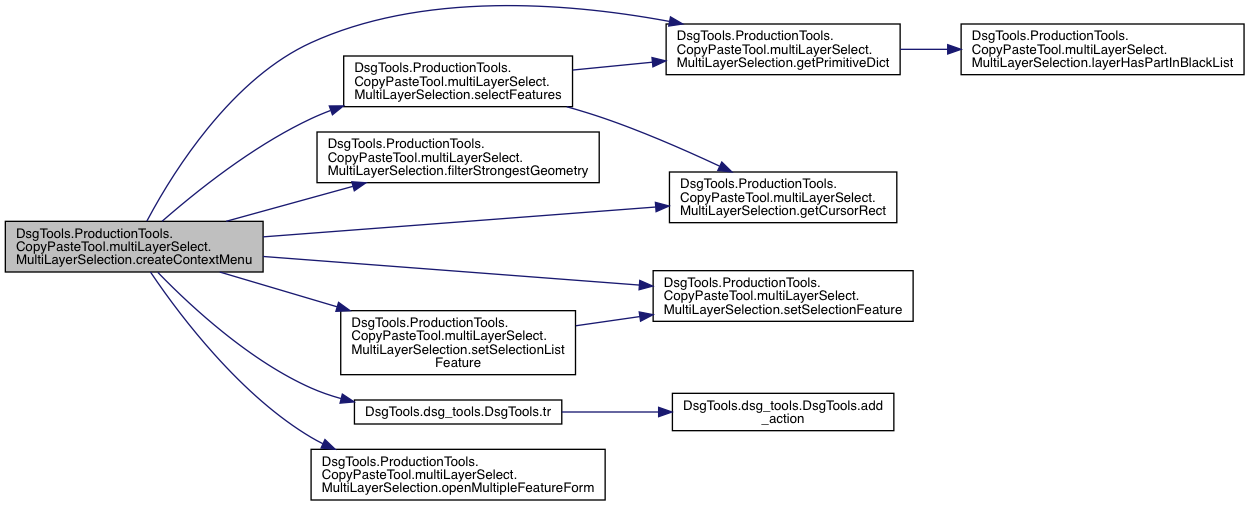 DsgTools.ProductionTools.
CopyPasteTool.multiLayerSelect.
MultiLayerSelection.createContextMenu
DsgTools.ProductionTools.
CopyPasteTool.multiLayerSelect.
MultiLayerSelection.selectFeatures
DsgTools.ProductionTools.
CopyPasteTool.multiLayerSelect.
MultiLayerSelection.filterStrongestGeometry
DsgTools.ProductionTools.
CopyPasteTool.multiLayerSelect.
MultiLayerSelection.setSelectionList
Feature
DsgTools.dsg_tools.DsgTools.tr
DsgTools.ProductionTools.
CopyPasteTool.multiLayerSelect.
MultiLayerSelection.openMultipleFeatureForm
DsgTools.ProductionTools.
CopyPasteTool.multiLayerSelect.
MultiLayerSelection.getPrimitiveDict
DsgTools.ProductionTools.
CopyPasteTool.multiLayerSelect.
MultiLayerSelection.getCursorRect
DsgTools.ProductionTools.
CopyPasteTool.multiLayerSelect.
MultiLayerSelection.setSelectionFeature
DsgTools.dsg_tools.DsgTools.add
_action
DsgTools.ProductionTools.
CopyPasteTool.multiLayerSelect.
MultiLayerSelection.layerHasPartInBlackList